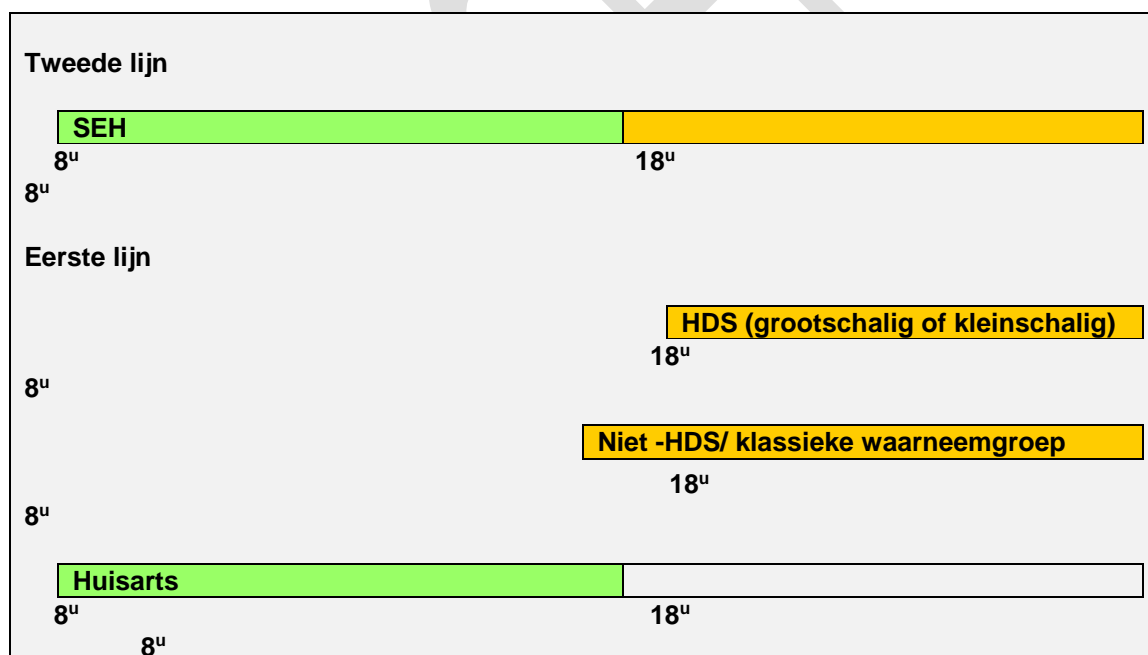 Tweede lijn
SEH
8ᵘ 18ᵘ
8ᵘ
Eerste lijn
HDS (grootschalig of kleinschalig)
18ᵘ
8ᵘ
Niet -HDS/ klassieke waarneemgroep
18ᵘ
8ᵘ
Huisarts
8ᵘ 18ᵘ
8ᵘ